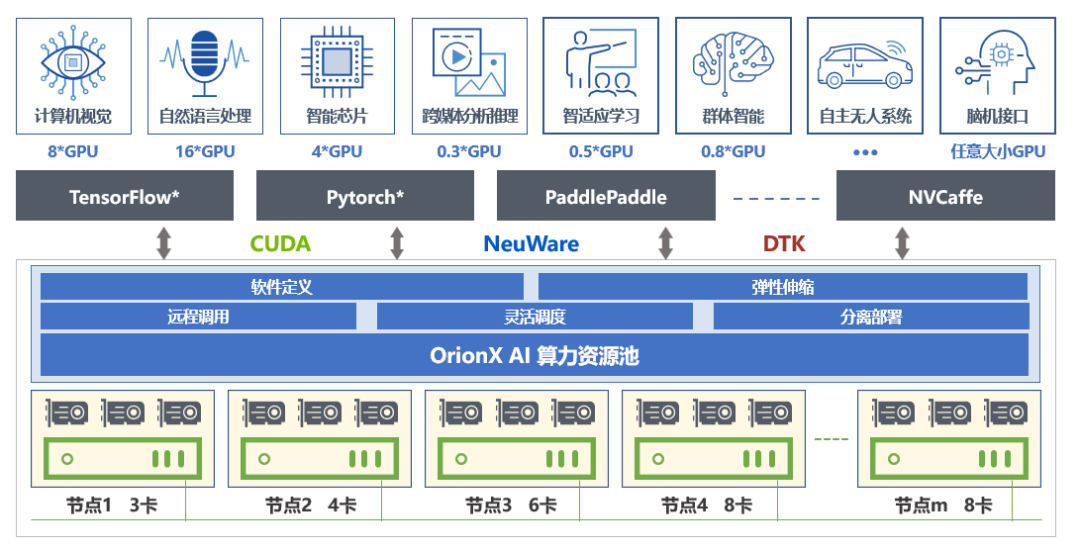 计算机视觉 自然语言处理 智能芯片 跨媒体分析推理 智适应学习 群体智能 自主无人系统 脑机接口
8*GPU 16*GPU 4*GPU 0.3*GPU 0.5*GPU 0.8*GPU ••• 任意大小GPU
TensorFlow* Pytorch* PaddlePaddle NVCaffe
CUDA NeuWare DTK
软件定义 弹性伸缩
远程调用 灵活调度 分离部署
OrionX AI 算力资源池
节点1 3卡 节点2 4卡 节点3 6卡 节点4 8卡 节点m 8卡